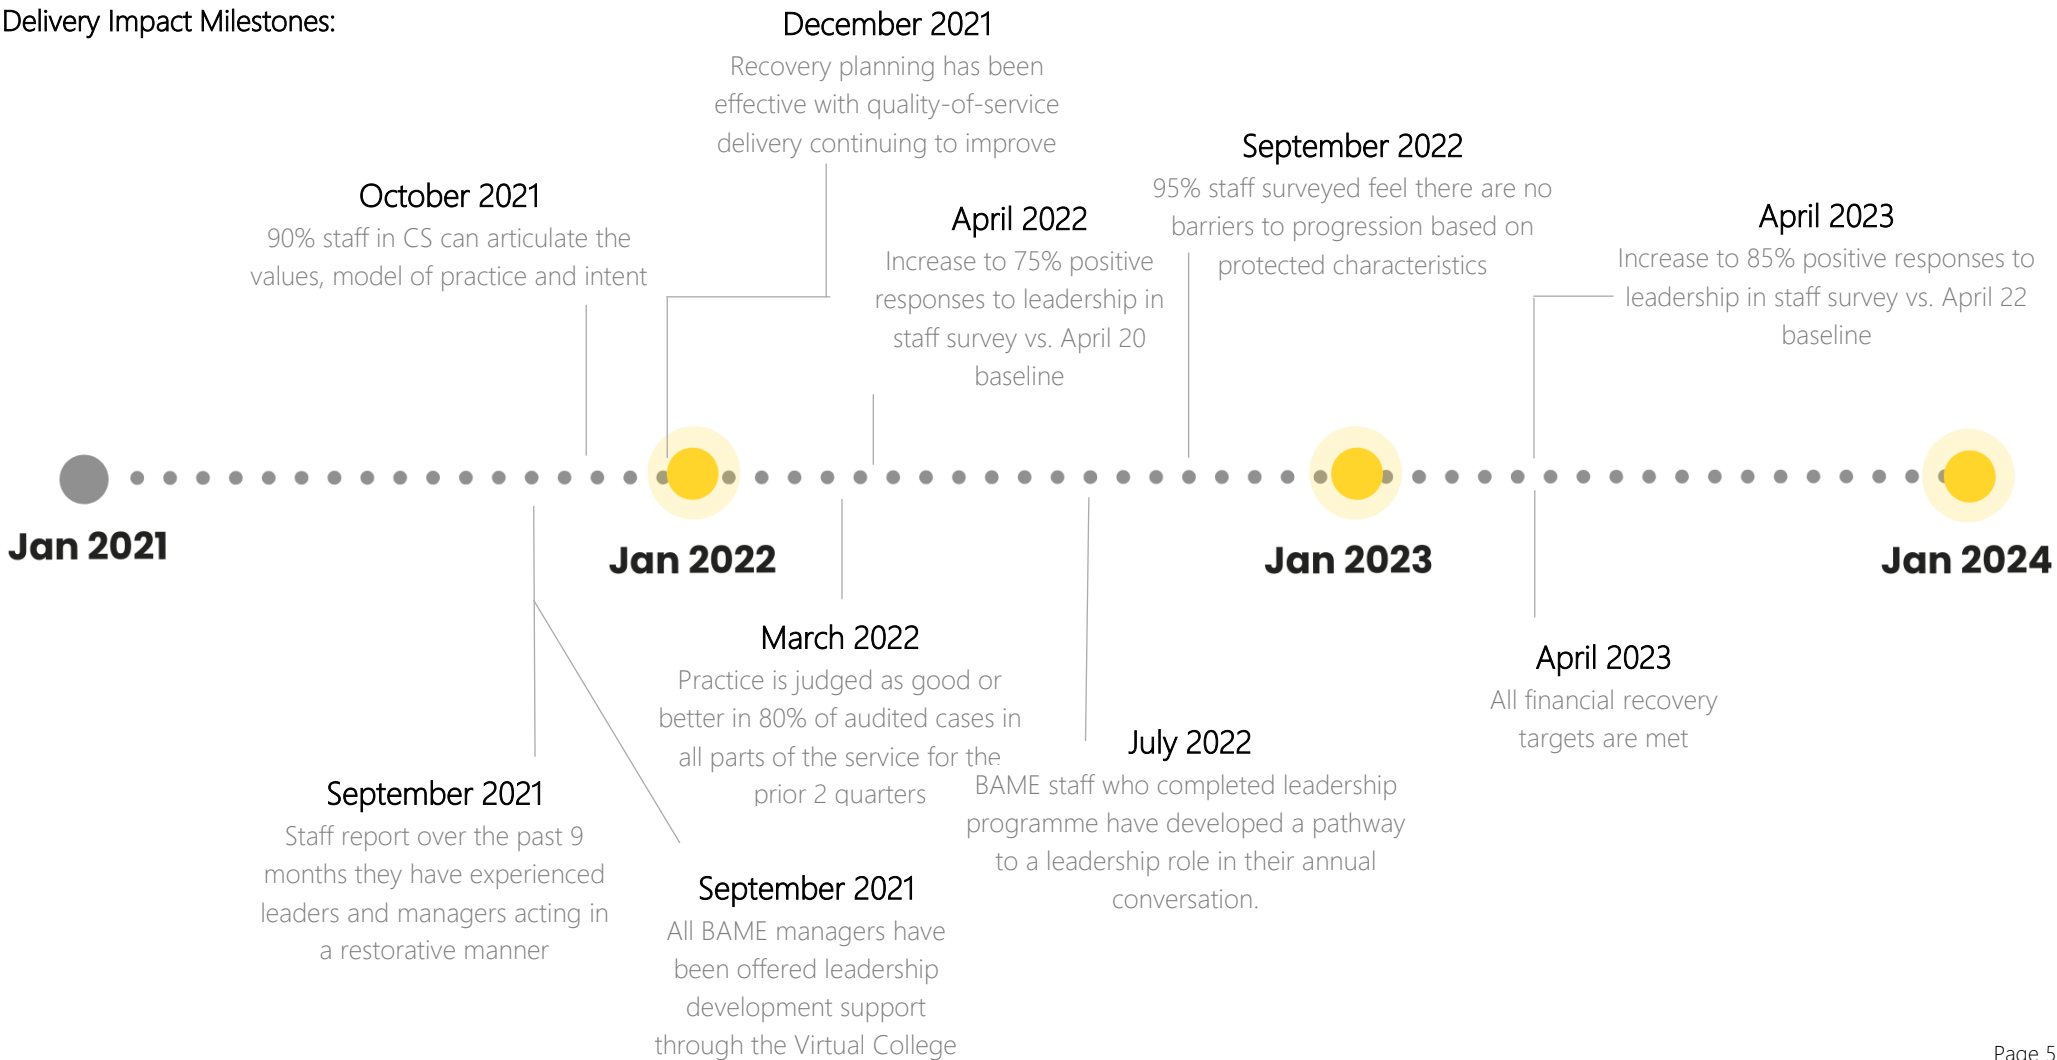 Delivery Impact Milestones:
December 2021
Recovery planning has been
effective with quality-of-service
delivery continuing to improve
October 2021
90% staff in CS can articulate the
values, model of practice and intent
April 2022
Increase to 75% positive
responses to leadership in
staff survey vs. April 20
baseline
September 2022
95% staff surveyed feel there are no
barriers to progression based on
protected characteristics
April 2023
Increase to 85% positive responses to
leadership in staff survey vs. April 22
baseline
Jan 2021
Jan 2022
Jan 2023
Jan 2024
September 2021
Staff report over the past 9
months they have experienced
leaders and managers acting in
a restorative manner
September 2021
All BAME managers have
been offered leadership
development support
through the Virtual College
March 2022
Practice is judged as good or
better in 80% of audited cases in
all parts of the service for the
prior 2 quarters
July 2022
BAME staff who completed leadership
programme have developed a pathway
to a leadership role in their annual
conversation.
April 2023
All financial recovery
targets are met
Page 5